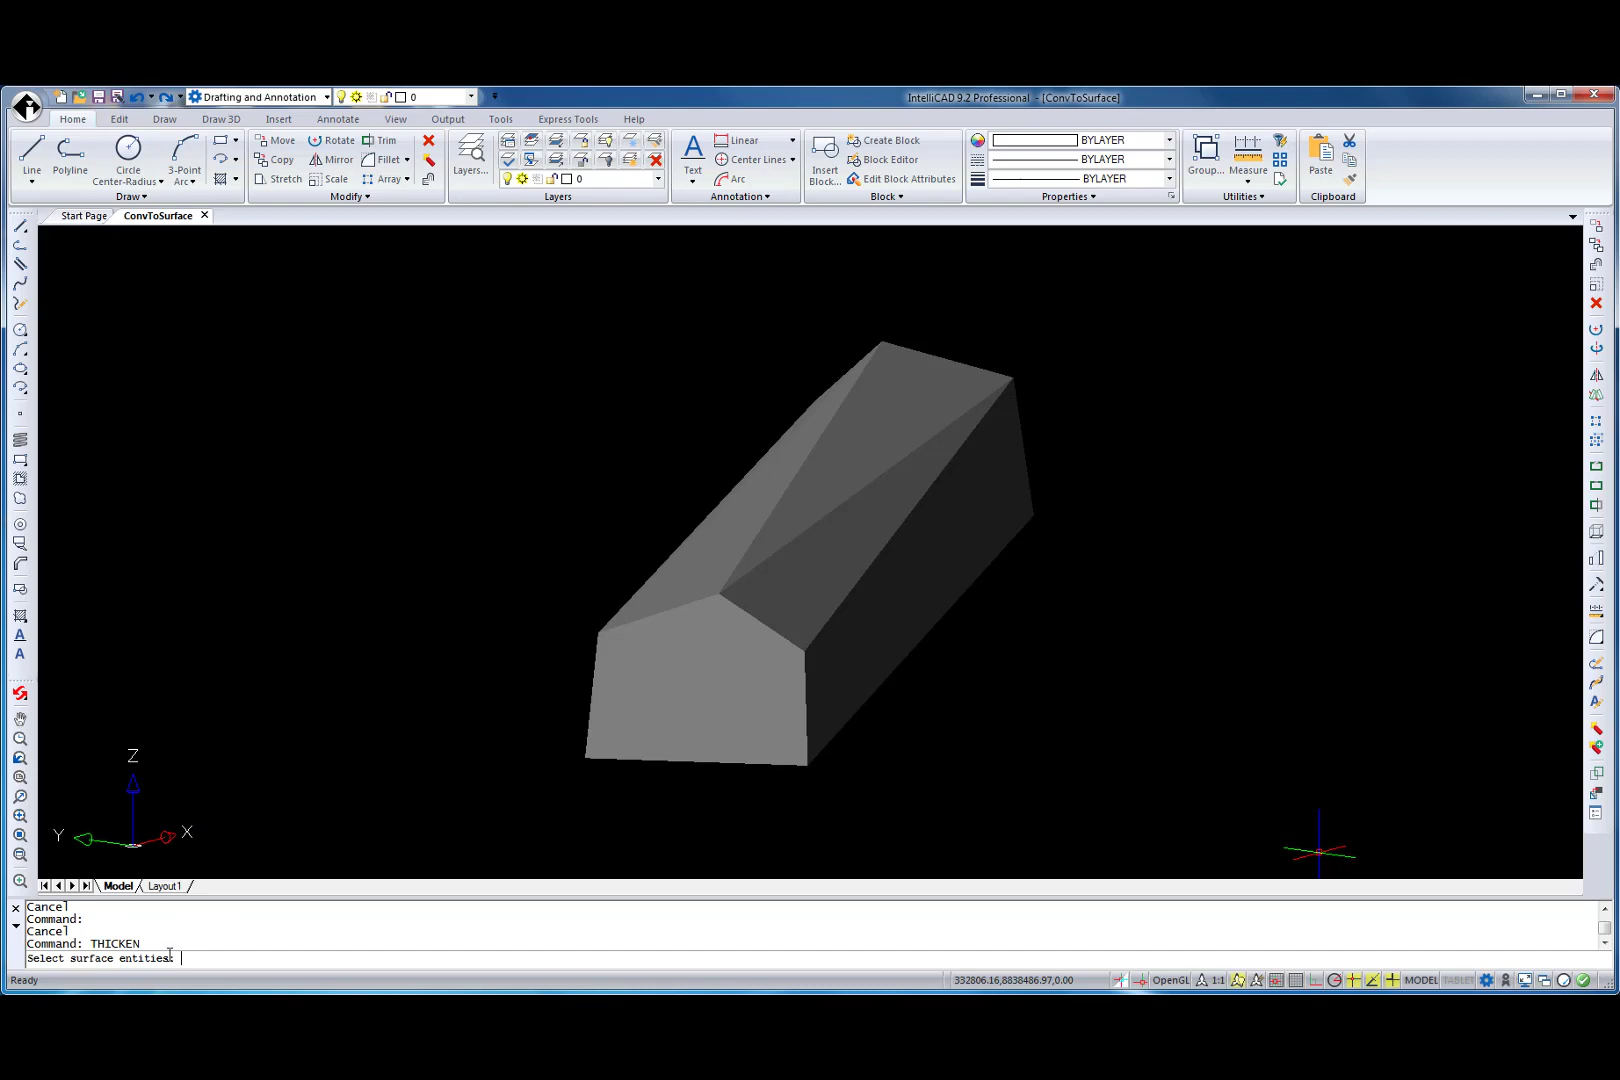 Drafting and Annotation
0
IntelliCAD 9.2 Professional - [ConvToSurface]
Home Edit Draw Draw 3D Insert View Annotate Output Tools Express Tools Help
Line
Polyline
Circle
Center-Radius
3-Point
Arc
Draw
Move Rotate Trim
Copy Mirror Fillet
Stretch Scale Array
Modify
Layers...
0
Layers
Text
Linear
Center Lines
Arc
Annotation
Insert
Block...
Create Block
Block Editor
Edit Block Attributes
Block
BYLAYER
BYLAYER
BYLAYER
Properties
Group...
Measure
Utilities
Paste
Clipboard
Start Page ConvToSurface
Z
Y
X
Model Layout1
Cancel
Command:
Cancel
Command: THICKEN
Select surface entities:
Ready
332806.16,8838486.97,0.00
OpenGL
1:1
MODEL
TABLET